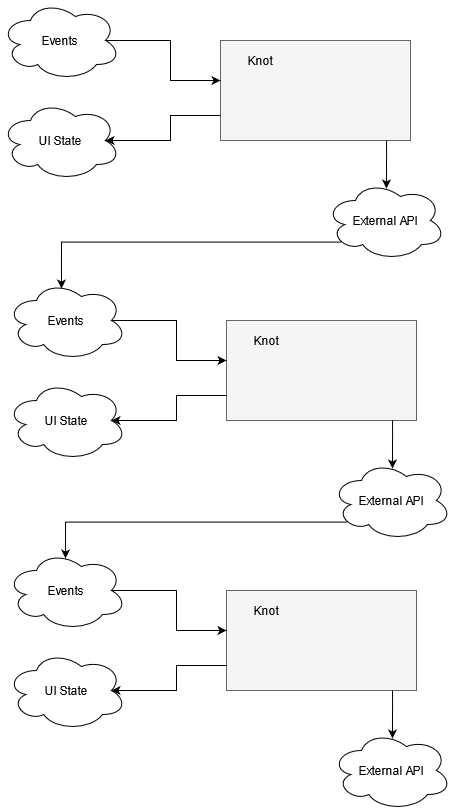 Events
Knot
UI State
External API
Events
Knot
UI State
External API
Events
Knot
UI State
External API